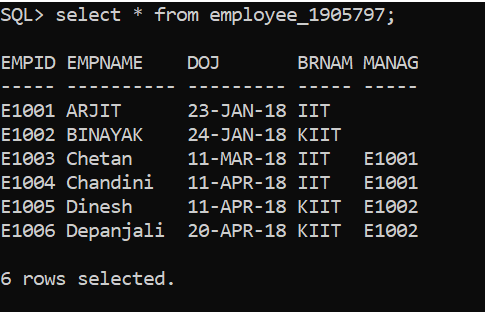 SQL> select * from employee_1905797;
EMPID EMPNAME    DOJ       BRNAM MANAG
----- ---------- --------- ----- -----
E1001 ARJIT      23-JAN-18 IIT
E1002 BINAYAK    24-JAN-18 KIIT
E1003 Chetan     11-MAR-18 IIT   E1001
E1004 Chandini   11-APR-18 IIT   E1001
E1005 Dinesh     11-APR-18 KIIT  E1002
E1006 Depanjali  20-APR-18 KIIT  E1002
6 rows selected.